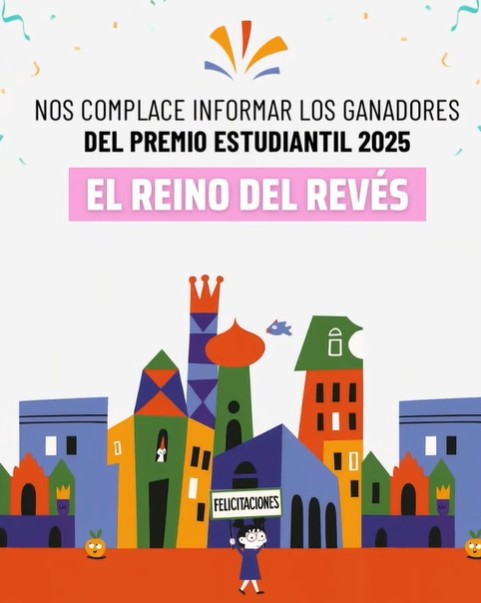 NOS COMPLACE INFORMAR LOS GANADORES
DEL PREMIO ESTUDIANTIL 2025
EL REINO DEL REVÉS
FELICITACIONES